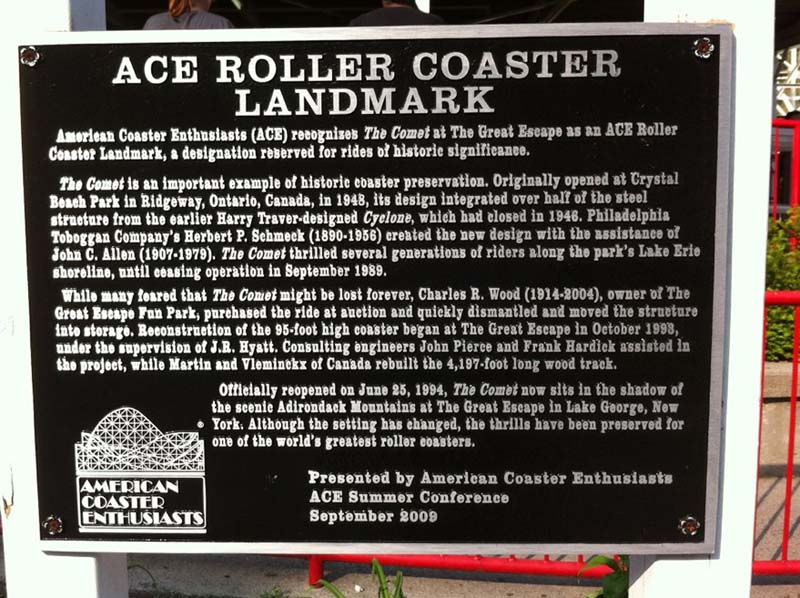 ACE ROLLER COASTER
LANDMARK
American Coaster Enthusiasts (ACE) recognizes The Comet at The Great Escape as an ACE Roller
Coaster Landmark, a designation reserved for rides of historic significance.
The Comet is an important example of historic coaster preservation. Originally opened at Crystal
Beach Park in Ridgeway, Ontario, Canada, in 1948, its design integrated over half of the steel
structure from the earlier Harry Traver-designed Cyclone, which had closed in 1946. Philadelphia
Toboggan Company's Herbert P. Schmeck (1890-1956) created the new design with the assistance of
John C. Allen (1907-1979). The Comet thrilled several generations of riders along the park's Lake Erie
shoreline, until ceasing operation in September 1989.
While many feared that The Comet might be lost forever, Charles R. Wood (1914-2004), owner of The
Great Escape Fun Park, purchased the ride at auction and quickly dismantled and moved the structure
into storage. Reconstruction of the 95-foot high coaster began at The Great Escape in October 1993,
under the supervision of J.R. Hyatt. Consulting engineers John Pierce and Frank Hardick assisted in
the project, while Martin and Vleminckx of Canada rebuilt the 4,197-foot long wood track.
Officially reopened on June 25, 1994, The Comet now sits in the shadow of
the scenic Adirondack Mountains at The Great Escape in Lake George, New
York. Although the setting has changed, the thrills have been preserved for
one of the world's greatest roller coasters.
®
AMERICAN
COASTER
ENTHUSIASTS
Presented by American Coaster Enthusiasts
ACE Summer Conference
September 2009